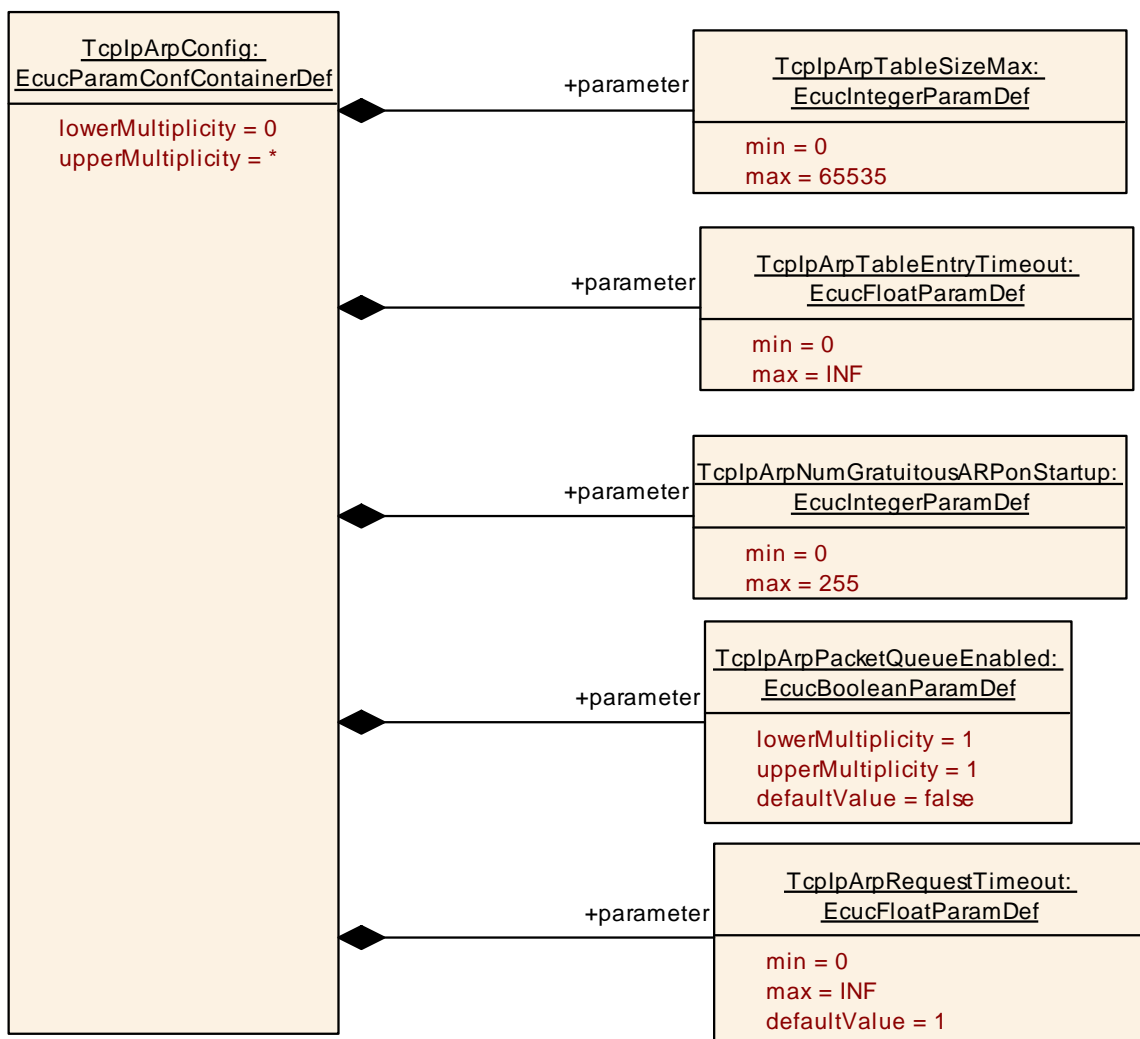 TcpIpArpConfig:
EcucParamConfContainerDef
lowerMultiplicity = 0
upperMultiplicity = *
+parameter
TcpIpArpTableSizeMax:
EcucIntegerParamDef
min = 0
max = 65535
+parameter
TcpIpArpTableEntryTimeout:
EcucFloatParamDef
min = 0
max = INF
+parameter
TcpIpArpNumGratuitousARPonStartup:
EcucIntegerParamDef
min = 0
max = 255
+parameter
TcpIpArpPacketQueueEnabled:
EcucBooleanParamDef
lowerMultiplicity = 1
upperMultiplicity = 1
defaultValue = false
+parameter
TcpIpArpRequestTimeout:
EcucFloatParamDef
min = 0
max = INF
defaultValue = 1